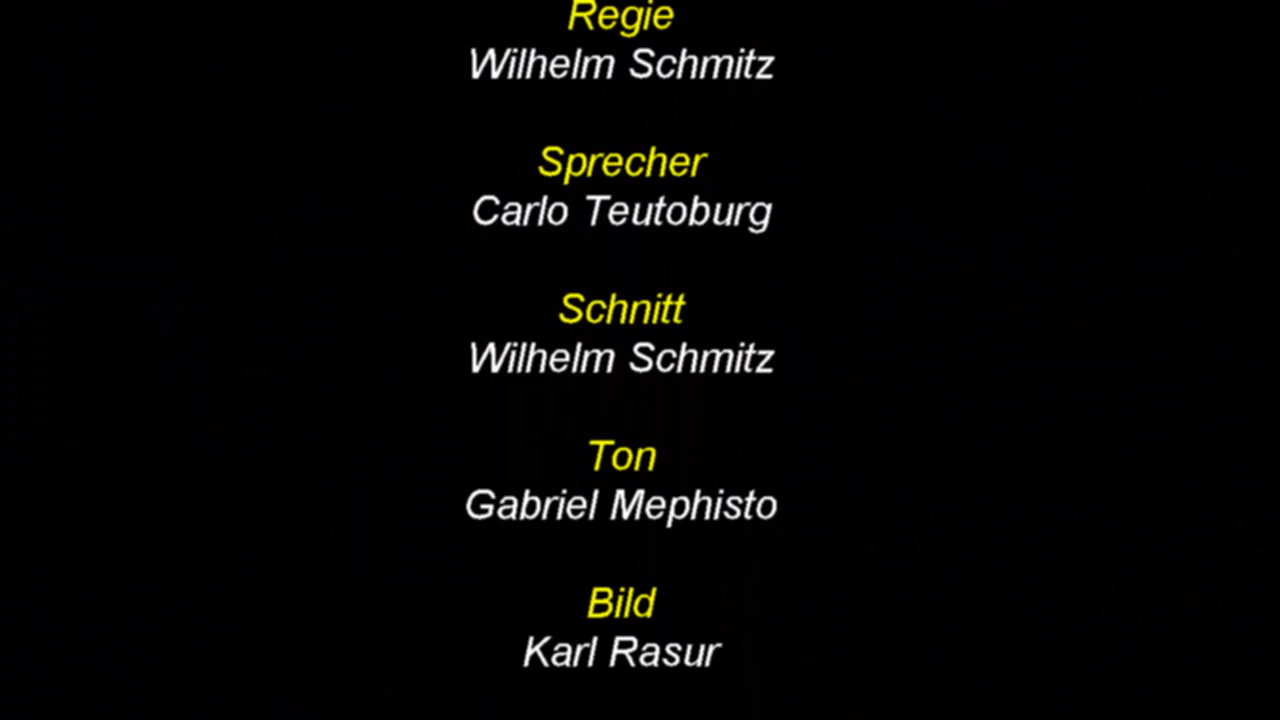 Regie
Wilhelm Schmitz
Sprecher
Carlo Teutoburg
Schnitt
Wilhelm Schmitz
Ton
Gabriel Mephisto
Bild
Karl Rasur